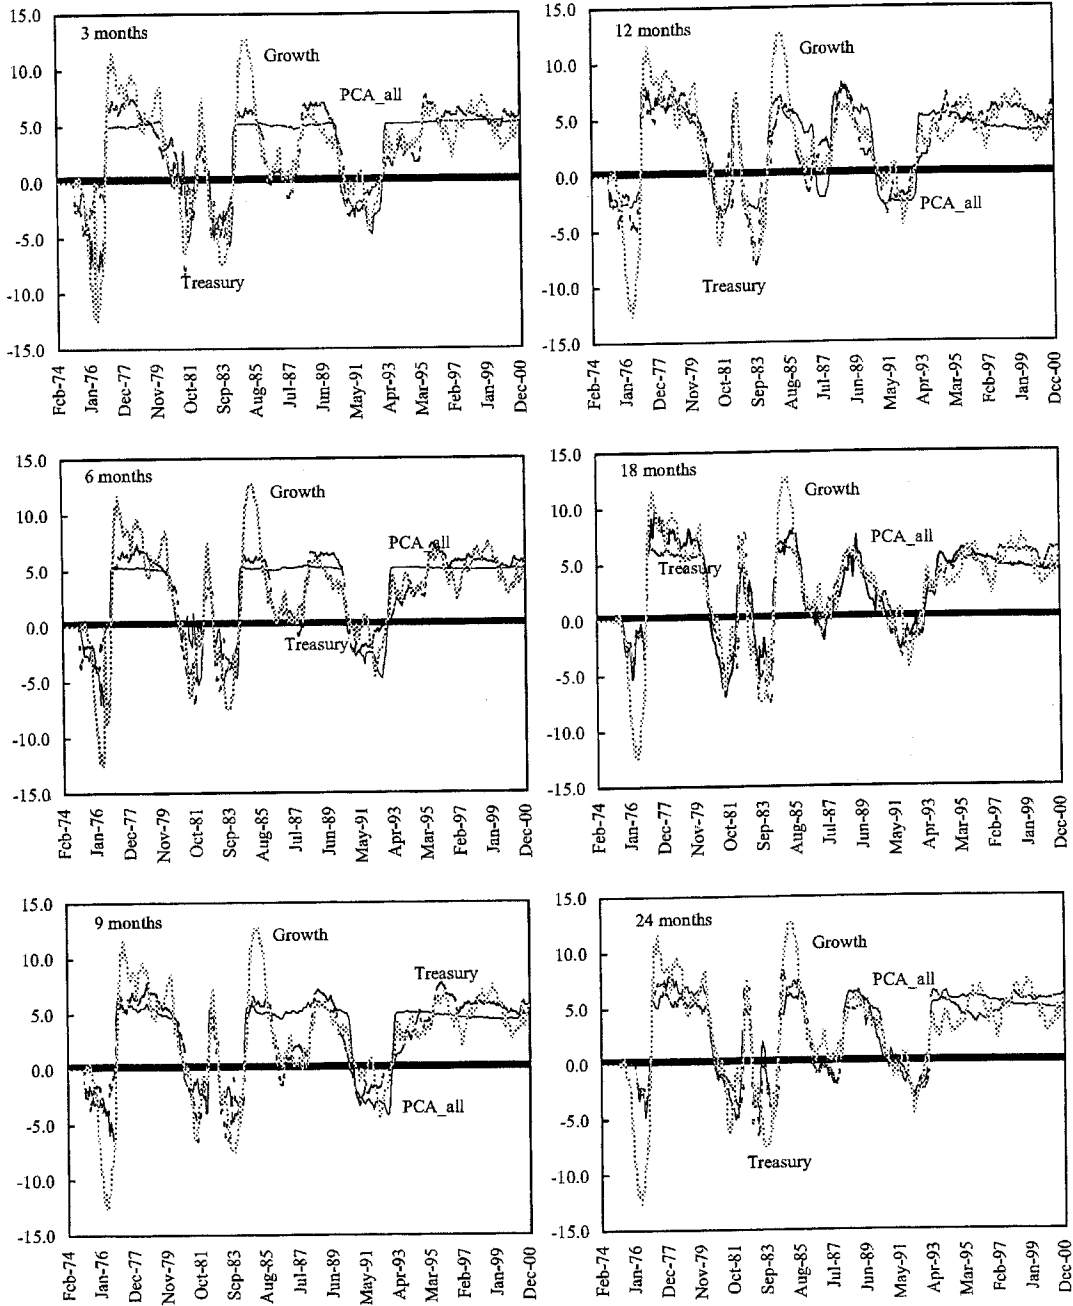 15.0
3 months
Growth
10.0
PCA_all
5.0
0.0
-5.0
Treasury
-10.0
-15.0
Feb-74
Jan-76
Dec-77
Nov-79
Oct-81
Sep-83
Aug-85
Jul-87
Jun-89
May-91
Apr-93
Mar-95
Feb-97
Jan-99
Dec-00
15.0
12 months
Growth
10.0
5.0
0.0
PCA_all
-5.0
Treasury
-10.0
-15.0
Feb-74
Jan-76
Dec-77
Nov-79
Oct-81
Sep-83
Aug-85
Jul-87
Jun-89
May-91
Apr-93
Mar-95
Feb-97
Jan-99
Dec-00
15.0
6 months
Growth
10.0
PCA_all
5.0
0.0
Treasury
-5.0
-10.0
-15.0
Feb-74
Jan-76
Dec-77
Nov-79
Oct-81
Sep-83
Aug-85
Jul-87
Jun-89
May-91
Apr-93
Mar-95
Feb-97
Jan-99
Dec-00
15.0
18 months
Growth
10.0
PCA_all
Treasury
5.0
0.0
-5.0
-10.0
-15.0
Feb-74
Jan-76
Dec-77
Nov-79
Oct-81
Sep-83
Aug-85
Jul-87
Jun-89
May-91
Apr-93
Mar-95
Feb-97
Jan-99
Dec-00
15.0
9 months
Growth
10.0
Treasury
5.0
0.0
PCA_all
-5.0
-10.0
-15.0
Feb-74
Jan-76
Dec-77
Nov-79
Oct-81
Sep-83
Aug-85
Jul-87
Jun-89
May-91
Apr-93
Mar-95
Feb-97
Jan-99
Dec-00
15.0
24 months
Growth
10.0
PCA_all
5.0
0.0
-5.0
Treasury
-10.0
-15.0
Feb-74
Jan-76
Dec-77
Nov-79
Oct-81
Sep-83
Aug-85
Jul-87
Jun-89
May-91
Apr-93
Mar-95
Feb-97
Jan-99
Dec-00